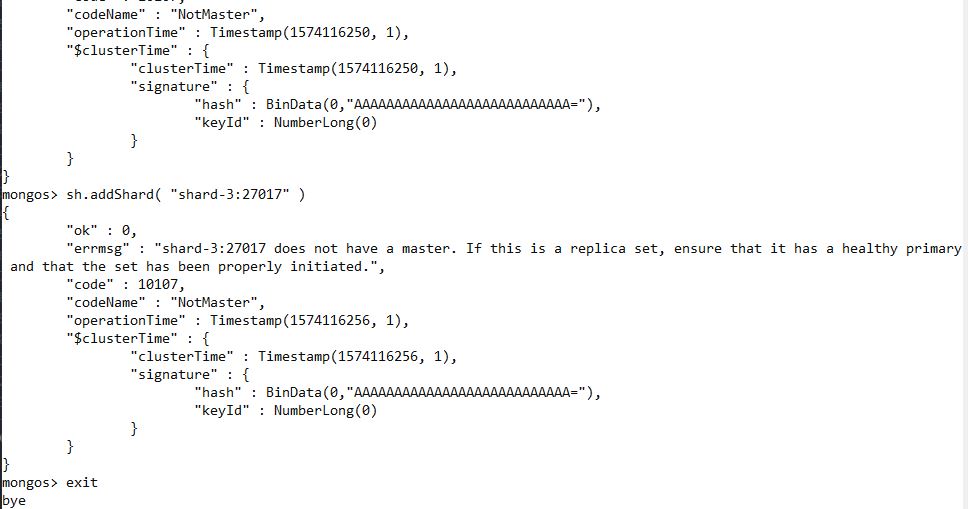 "codeName" : "NotMaster",
"operationTime" : Timestamp(1574116250, 1),
"$clusterTime" : {
"clusterTime" : Timestamp(1574116250, 1),
"signature" : {
"hash" : BinData(0,"AAAAAAAAAAAAAAAAAAAAAAAAAAA="),
"keyId" : NumberLong(0)
}
}
}
mongos> sh.addShard( "shard-3:27017" )
{
"ok" : 0,
"errmsg" : "shard-3:27017 does not have a master. If this is a replica set, ensure that it has a healthy primary
and that the set has been properly initiated.",
"code" : 10107,
"codeName" : "NotMaster",
"operationTime" : Timestamp(1574116256, 1),
"$clusterTime" : {
"clusterTime" : Timestamp(1574116256, 1),
"signature" : {
"hash" : BinData(0,"AAAAAAAAAAAAAAAAAAAAAAAAAAA="),
"keyId" : NumberLong(0)
}
}
}
mongos> exit
bye